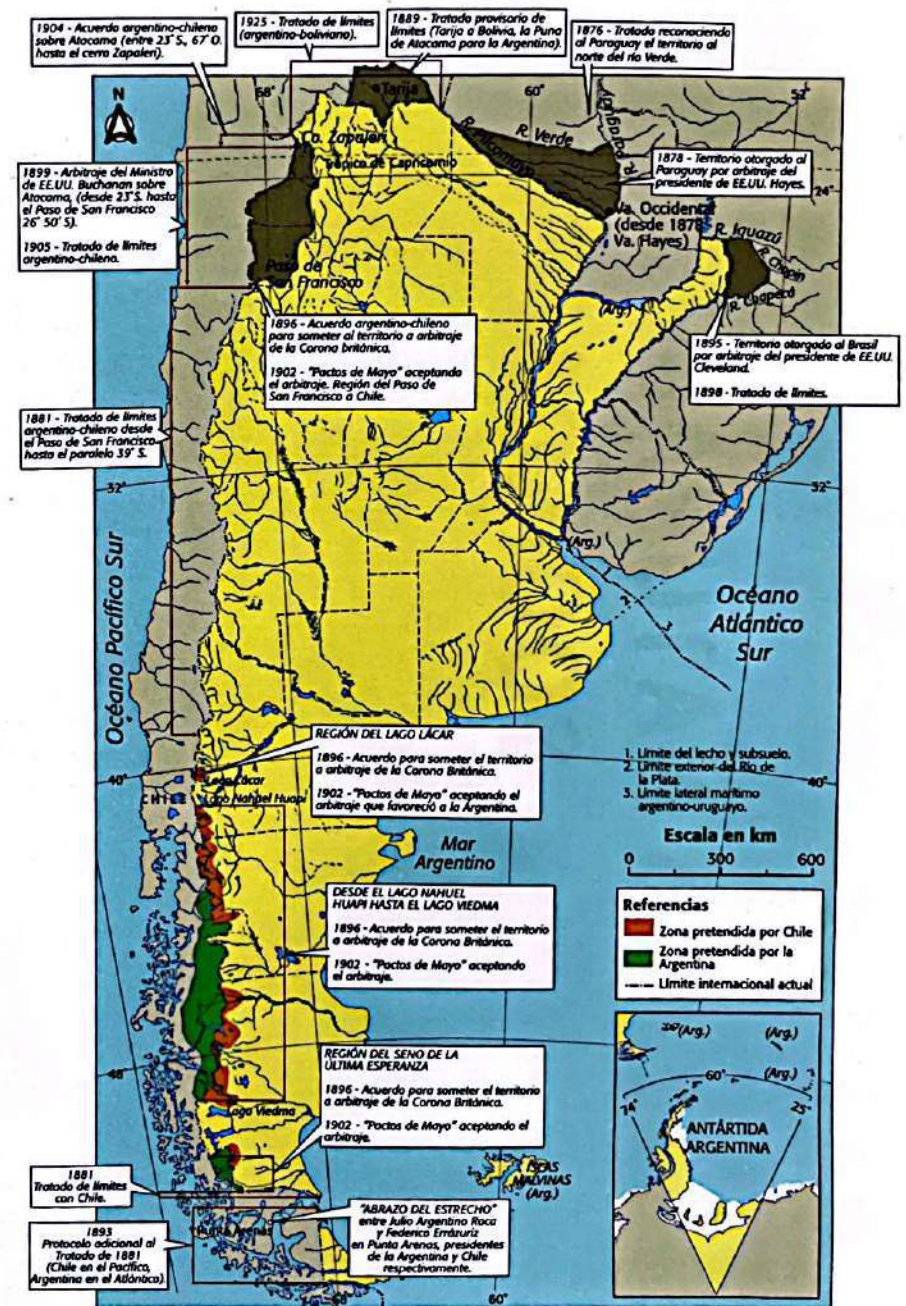 1904 - Acuerdo argentino-chileno
sobre Atacama (entre 23° S., 67° O.
hasta el cerro Zapaleri).
1925 - Tratado de límites
(argentino-boliviano).
1889 - Tratado provisorio de
límites (Tarija a Bolivia, la Puna
de Atacama para la Argentina).
1876 - Tratado reconociendo
al Paraguay el territorio al
norte del río Verde.
N
68°
60°
52°
Tarija
Co. Zapaleri
Trópico de Capricornio
R. Pilcomayo
R. Verde
R. Paraguay
24°
1899 - Arbitraje del Ministro
de EE.UU. Buchanan sobre
Atacama, (desde 23° S. hasta
el Paso de San Francisco
26° 50' S).
1905 - Tratado de límites
argentino-chileno.
1878 - Territorio otorgado al
Paraguay por arbitraje del
presidente de EE.UU. Hayes.
Va. Occidental
(desde 1878
Va. Hayes)
R. Iguazú
R. Chopin
R. Chapecó
(Arg.)
Paso de
San Francisco
1896 - Acuerdo argentino-chileno
para someter al territorio a arbitraje
de la Corona británica.
1902 - "Pactos de Mayo" aceptando
el arbitraje. Región del Paso de
San Francisco a Chile.
1895 - Territorio otorgado al Brasil
por arbitraje del presidente de EE.UU.
Cleveland.
1898 - Tratado de límites.
1881 - Tratado de límites
argentino-chileno desde
el Paso de San Francisco
hasta el paralelo 39° S.
32°
32°
(Arg.)
Océano Pacífico Sur
Océano
Atlántico
Sur
2
3
REGIÓN DEL LAGO LÁCAR
1896 - Acuerdo para someter el territorio
a arbitraje de la Corona Británica.
1902 - "Pactos de Mayo" aceptando el
arbitraje que favoreció a la Argentina.
40°
Lago Lácar
CHILE
Lago Nahuel Huapi
1. Límite del lecho y subsuelo.
2. Límite exterior del Río de
la Plata.
3. Límite lateral marítimo
argentino-uruguayo.
40°
Mar
Argentino
Escala en km
0 300 600
DESDE EL LAGO NAHUEL
HUAPI HASTA EL LAGO VIEDMA
1896 - Acuerdo para someter el territorio
a arbitraje de la Corona Británica.
1902 - "Pactos de Mayo" aceptando
el arbitraje.
Referencias
Zona pretendida por Chile
Zona pretendida por la
Argentina
Límite internacional actual
REGIÓN DEL SENO DE LA
ÚLTIMA ESPERANZA
1896 - Acuerdo para someter el territorio
a arbitraje de la Corona Británica.
1902 - "Pactos de Mayo" aceptando el
arbitraje.
48°
Lago Viedma
(Arg.)
(Arg.)
(Arg.)
60°
74°
25°
ANTÁRTIDA
ARGENTINA
ISLAS
MALVINAS
(Arg.)
1881
Tratado de límites
con Chile.
1893
Protocolo adicional al
Tratado de 1881
(Chile en el Pacífico,
Argentina en el Atlántico).
Punta Arenas
"ABRAZO DEL ESTRECHO"
entre Julio Argentino Roca
y Federico Errázuriz
en Punta Arenas, presidentes
de la Argentina y Chile
respectivamente.
68°
60°